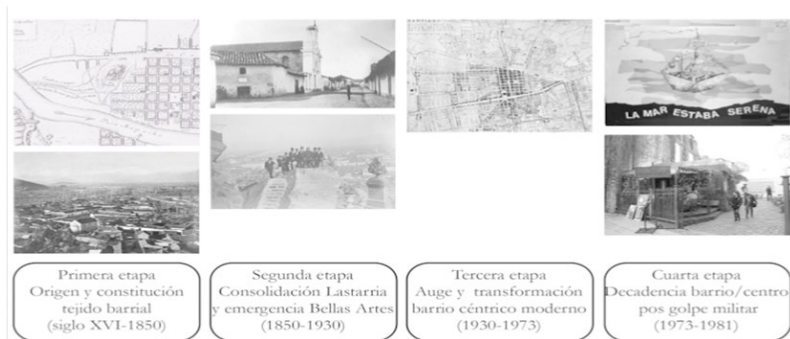 LA MAR ESTABA SERENA
Primera etapa
Origen y constitución
tejido barrial
(siglo XVI-1850)
Segunda etapa
Consolidación Lastarria
y emergencia Bellas Artes
(1850-1930)
Tercera etapa
Auge y transformación
barrio céntrico moderno
(1930-1973)
Cuarta etapa
Decadencia barrio/centro
pos golpe militar
(1973-1981)